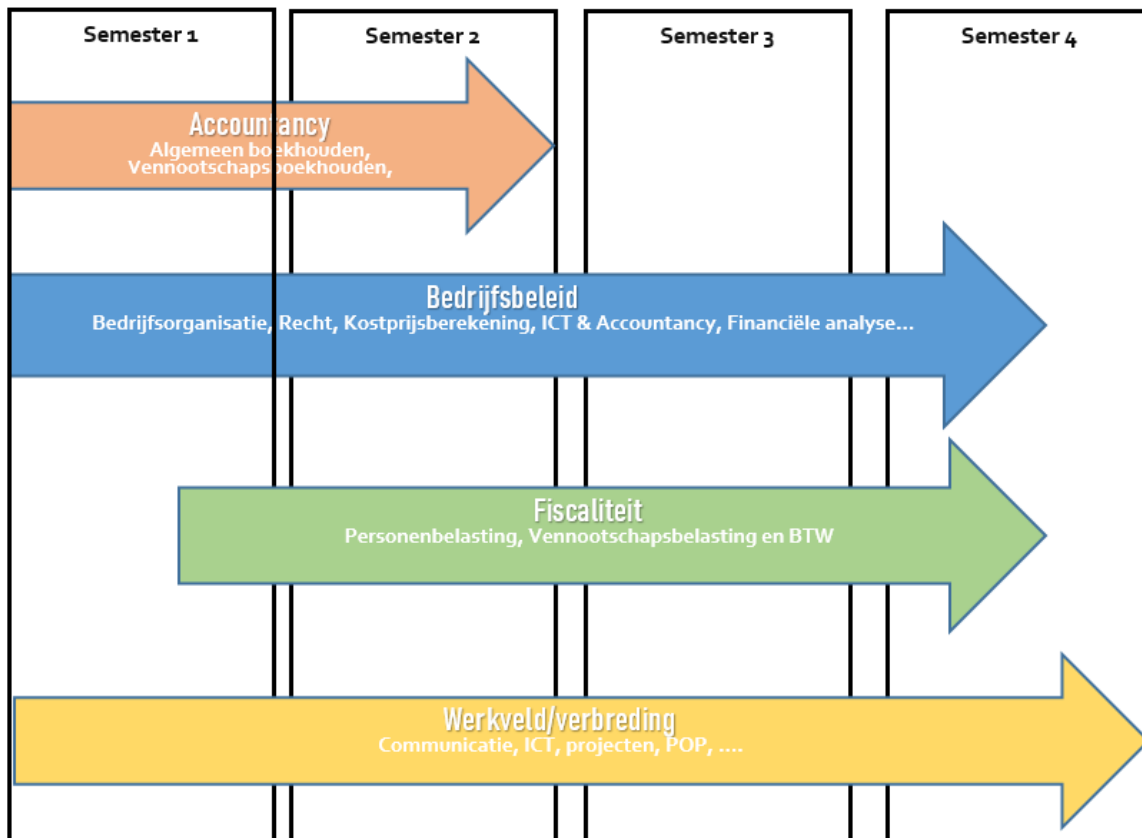 Semester 1
Semester 2
Semester 3
Semester 4
Accountancy
Algemeen boekhouden,
Vennootschapsboekhouden,
Bedrijfsbeleid
Bedrijfsorganisatie, Recht, Kostprijsberekening, ICT & Accountancy, Financiële analyse...
Fiscaliteit
Personenbelasting, Vennootschapsbelasting en BTW
Werkveld/verbreding
Communicatie, ICT, projecten, POP, ....